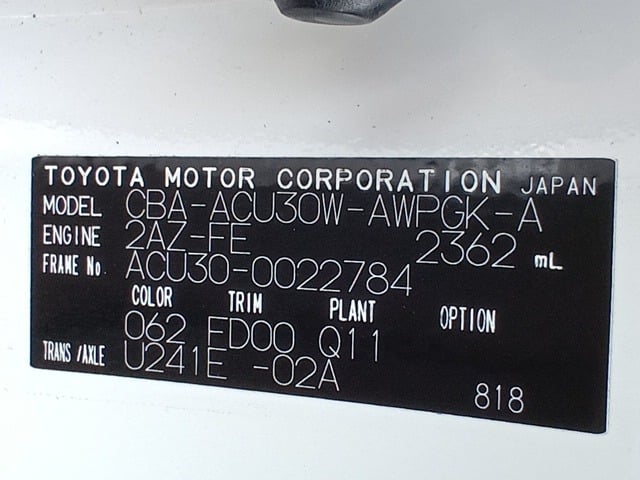 TOYOTA MOTOR CORPORATION JAPAN
MODEL CBA-ACU30W-AWPGK-A
ENGINE 2AZ-FE 2362 mL
FRAME No ACU30-0022784
COLOR TRIM PLANT OPTION
062 FD00 Q11
TRANS/AXLE U241E -02A
818